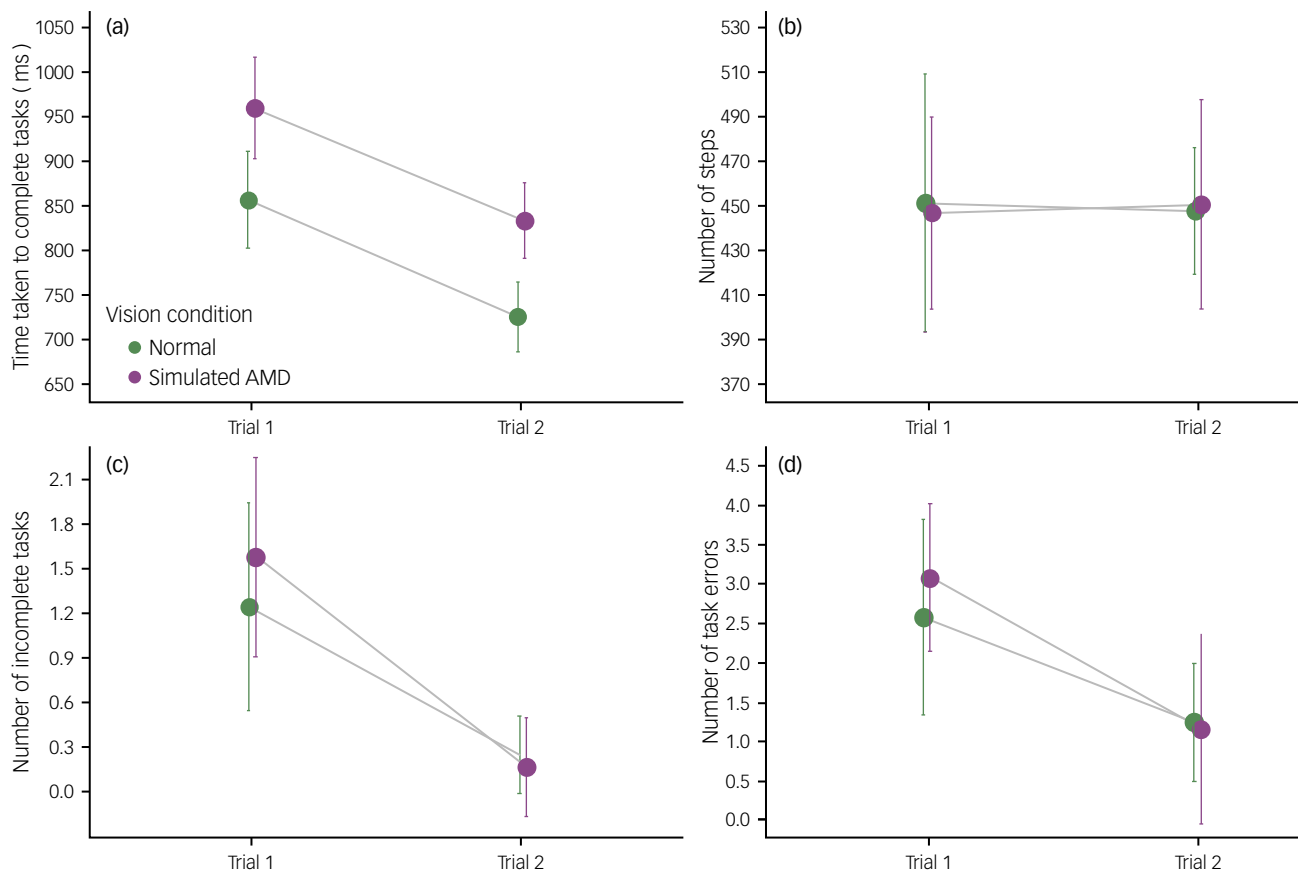 (a)
Time taken to complete tasks ( ms )
1050
1000
950
900
850
800
750
700
650
Vision condition
Normal
Simulated AMD
Trial 1
Trial 2
(b)
Number of steps
530
510
490
470
450
430
410
390
370
Trial 1
Trial 2
(c)
Number of incomplete tasks
2.1
1.8
1.5
1.2
0.9
0.6
0.3
0.0
Trial 1
Trial 2
(d)
Number of task errors
4.5
4.0
3.5
3.0
2.5
2.0
1.5
1.0
0.5
0.0
Trial 1
Trial 2